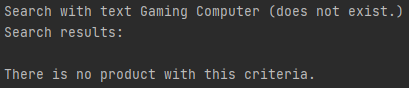 Search with text Gaming Computer (does not exist.)
Search results:
There is no product with this criteria.